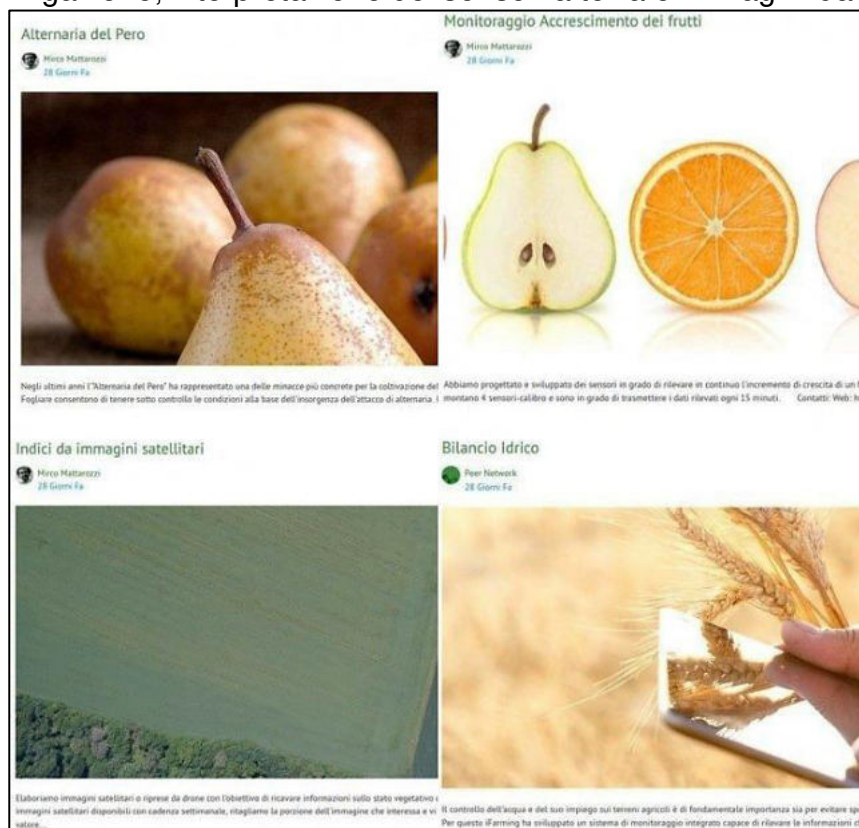 Alternaria del Pero
Mirco Mattarozzi
28 Giorni Fa
Negli ultimi anni l'"Alternaria del Pero" ha rappresentato una delle minacce più concrete per la coltivazione del
Fogliare consentono di tenere sotto controllo le condizioni alla base dell'insorgenza dell'attacco di alternaria.
Monitoraggio Accrescimento dei frutti
Mirco Mattarozzi
28 Giorni Fa
Abbiamo progettato e sviluppato dei sensori in grado di rilevare in continuo l'incremento di crescita di un
montano 4 sensori-calibro e sono in grado di trasmettere i dati rilevati ogni 15 minuti. Contatti: Web:
Indici da immagini satellitari
Mirco Mattarozzi
28 Giorni Fa
Elaboriamo immagini satellitari o riprese da drone con l'obiettivo di ricavare informazioni sullo stato vegetativo
immagini satellitari disponibili con cadenza settimanale, ritagliamo la porzione dell'immagine che interessa e vi
valore...
Bilancio Idrico
Peer Network
28 Giorni Fa
Il controllo dell'acqua e del suo impiego sui terreni agricoli è di fondamentale importanza sia per evitare
Per questo iFarming ha sviluppato un sistema di monitoraggio integrato capace di rilevare le informazioni